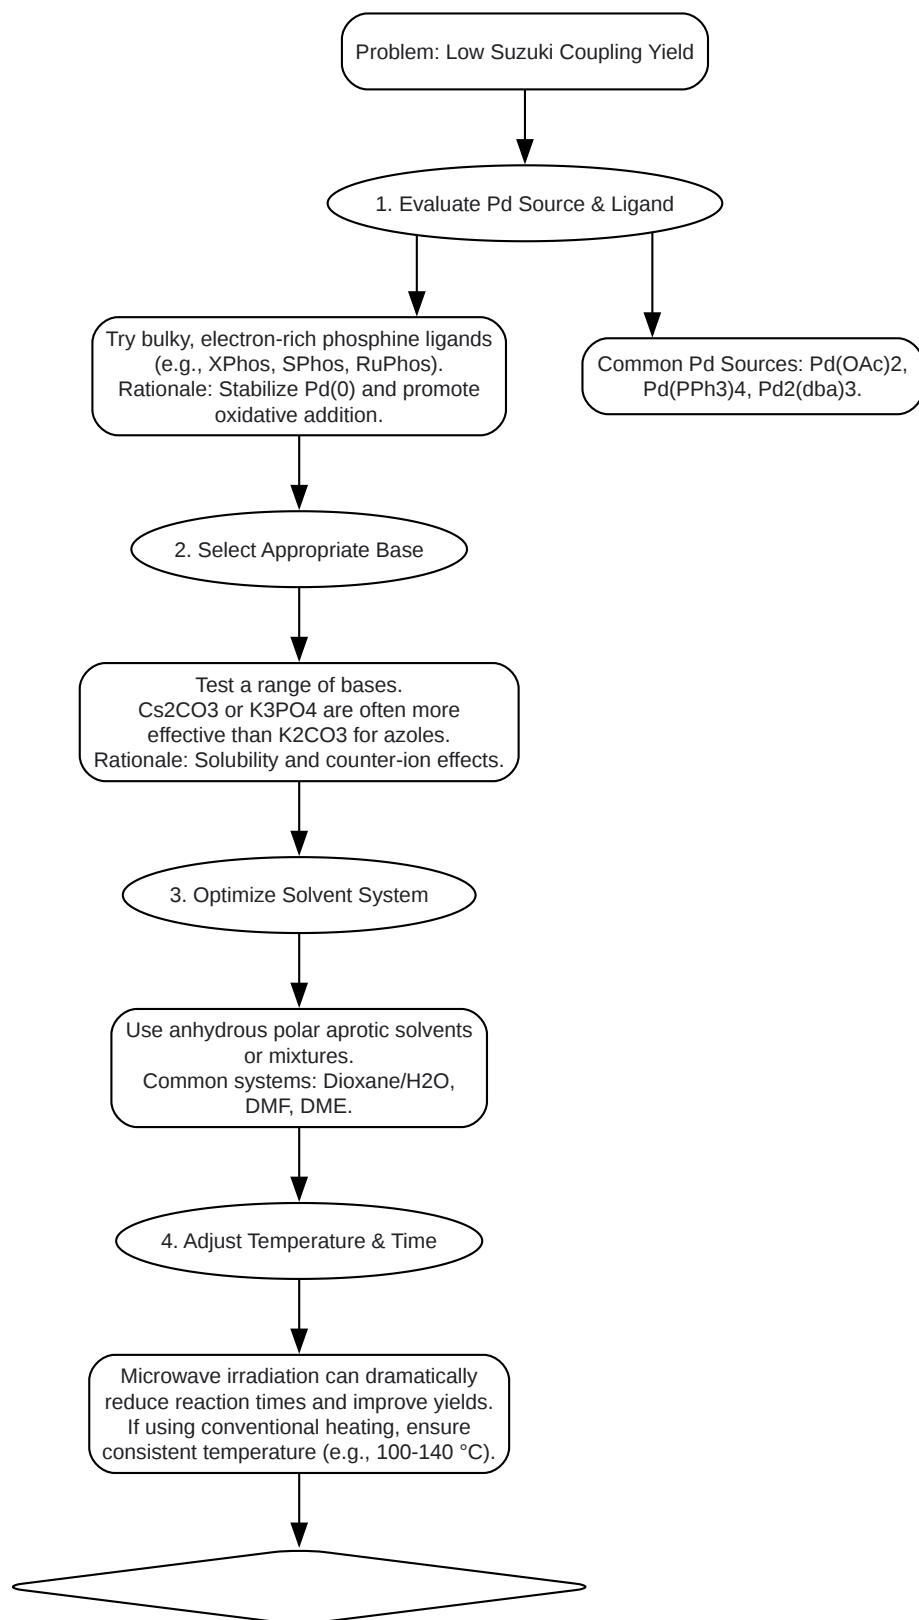 Problem: Low Suzuki Coupling Yield
1. Evaluate Pd Source & Ligand
Try bulky, electron-rich phosphine ligands
(e.g., XPhos, SPhos, RuPhos).
Rationale: Stabilize Pd(0) and promote
oxidative addition.
Common Pd Sources: Pd(OAc)2,
Pd(PPh3)4, Pd2(dba)3.
2. Select Appropriate Base
Test a range of bases.
Cs2CO3 or K3PO4 are often more
effective than K2CO3 for azoles.
Rationale: Solubility and counter-ion effects.
3. Optimize Solvent System
Use anhydrous polar aprotic solvents
or mixtures.
Common systems: Dioxane/H2O,
DMF, DME.
4. Adjust Temperature & Time
Microwave irradiation can dramatically
reduce reaction times and improve yields.
If using conventional heating, ensure
consistent temperature (e.g., 100-140 °C).